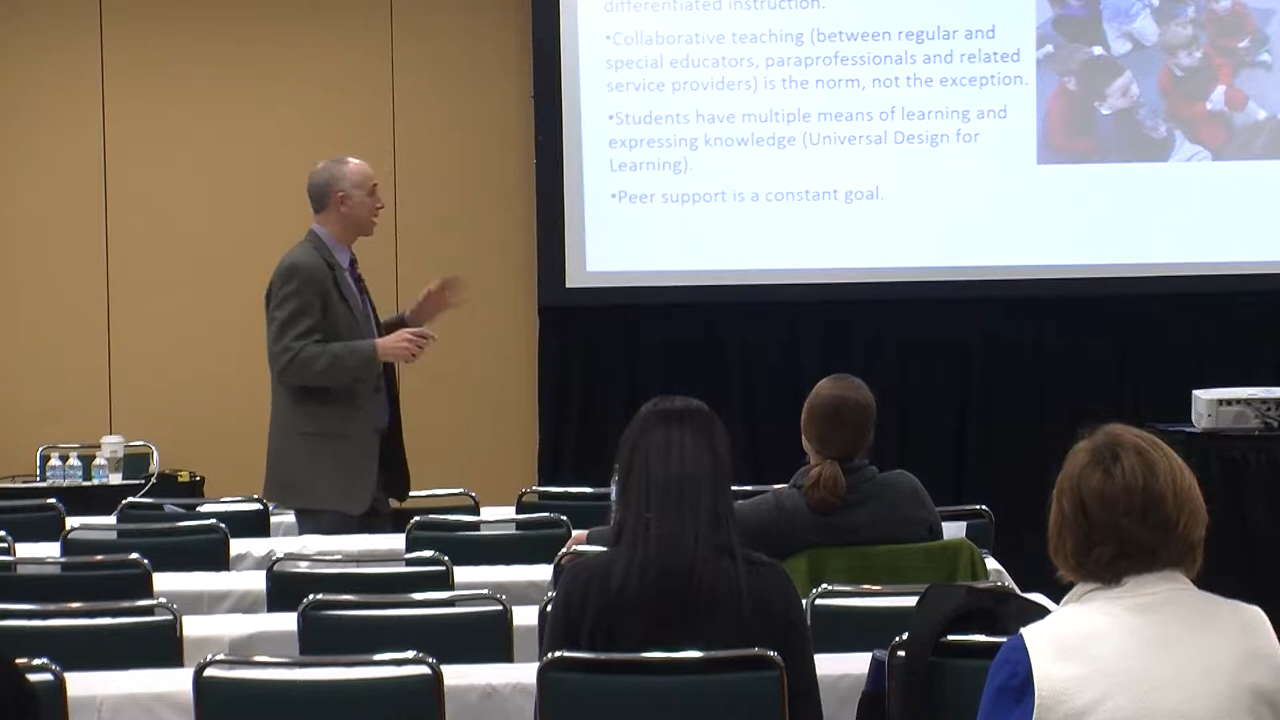 differentiated instruction.
•Collaborative teaching (between regular and
special educators, paraprofessionals and related
service providers) is the norm, not the exception.
•Students have multiple means of learning and
expressing knowledge (Universal Design for
Learning).
•Peer support is a constant goal.